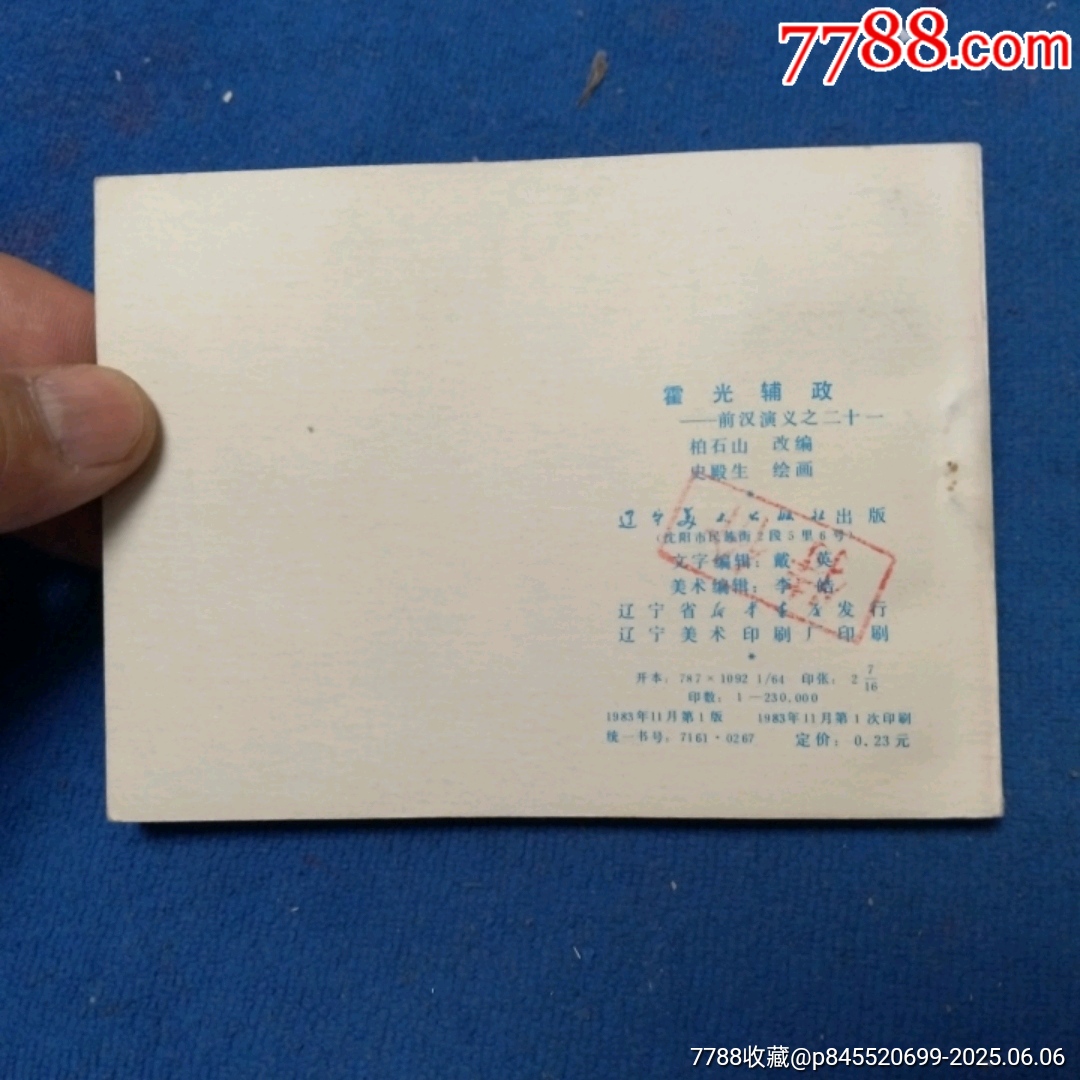 7788.com
霍光辅政
——前汉演义之二十一
柏石山 改编
史殿生 绘画
辽宁美术出版社出版
(沈阳市民族街2段5里6号)
文字编辑：戴 英
美术编辑：李 皓
辽宁省新华书店发行
辽宁美术印刷厂印刷
开本：787×1092 1/64 印张：2 7/16
印数：1—230,000
1983年11月第1版 1983年11月第1次印刷
统一书号：7161·0267 定价：0.23元
7788收藏@p845520699-2025.06.06